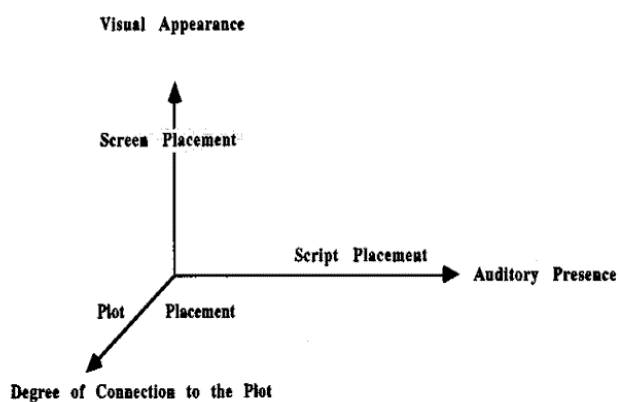 Visual Appearance
Screen Placement
Script Placement
Auditory Presence
Plot Placement
Degree of Connection to the Plot